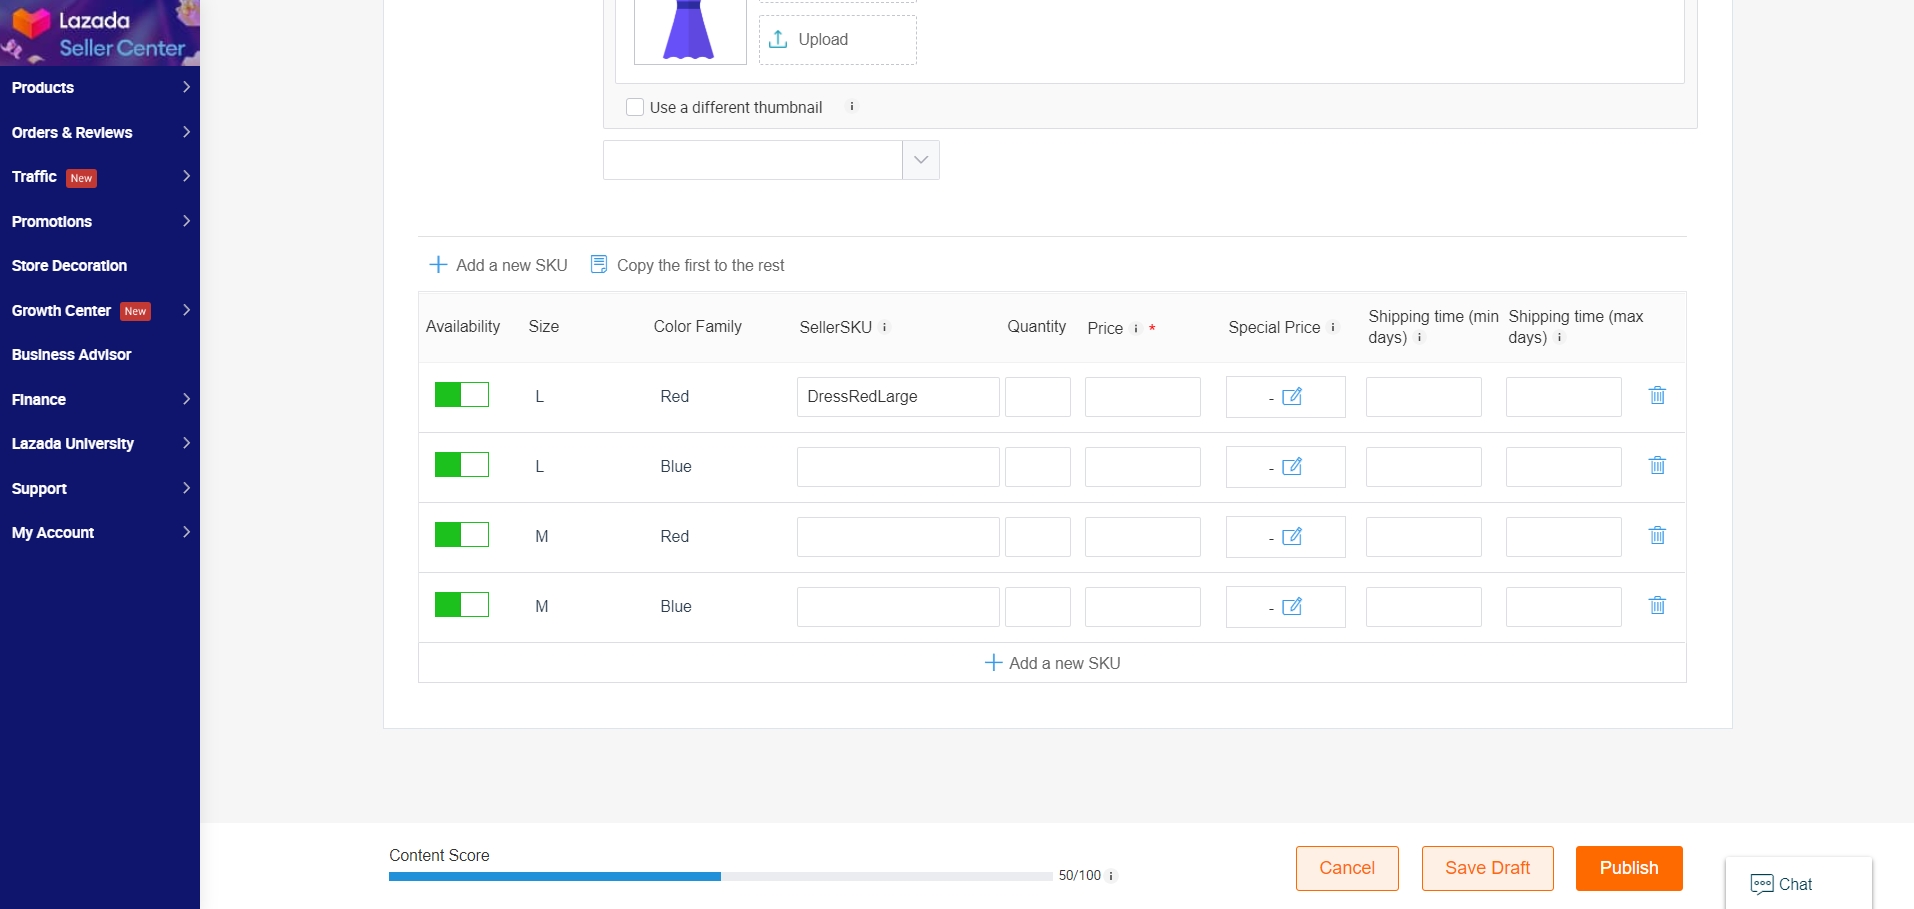 Lazada
Seller Center
Products
Orders & Reviews
Traffic New
Promotions
Store Decoration
Growth Center New
Business Advisor
Finance
Lazada University
Support
My Account
Upload
Use a different thumbnail i
Add a new SKU Copy the first to the rest
Availability Size Color Family SellerSKU i Quantity Price i * Special Price i Shipping time (min days) i Shipping time (max days) i
L Red DressRedLarge -
L Blue -
M Red -
M Blue -
Add a new SKU
Content Score
50/100 i
Cancel Save Draft Publish
Chat